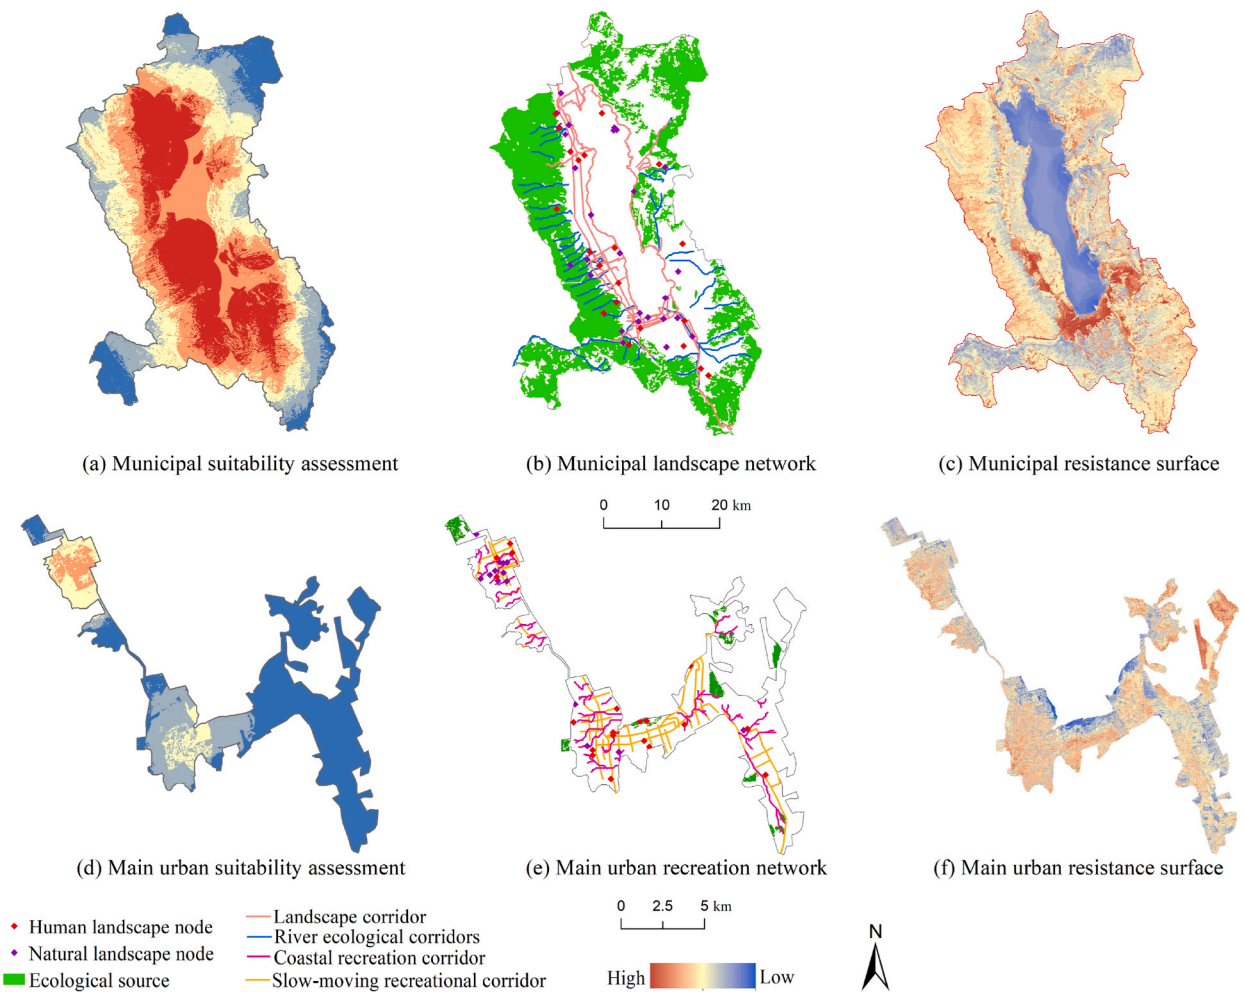 (a) Municipal suitability assessment
(b) Municipal landscape network
(c) Municipal resistance surface
0 10 20 km
(d) Main urban suitability assessment
(e) Main urban recreation network
(f) Main urban resistance surface
Human landscape node
Natural landscape node
Ecological source
Landscape corridor
River ecological corridors
Coastal recreation corridor
Slow-moving recreational corridor
0 2.5 5 km
High Low
N